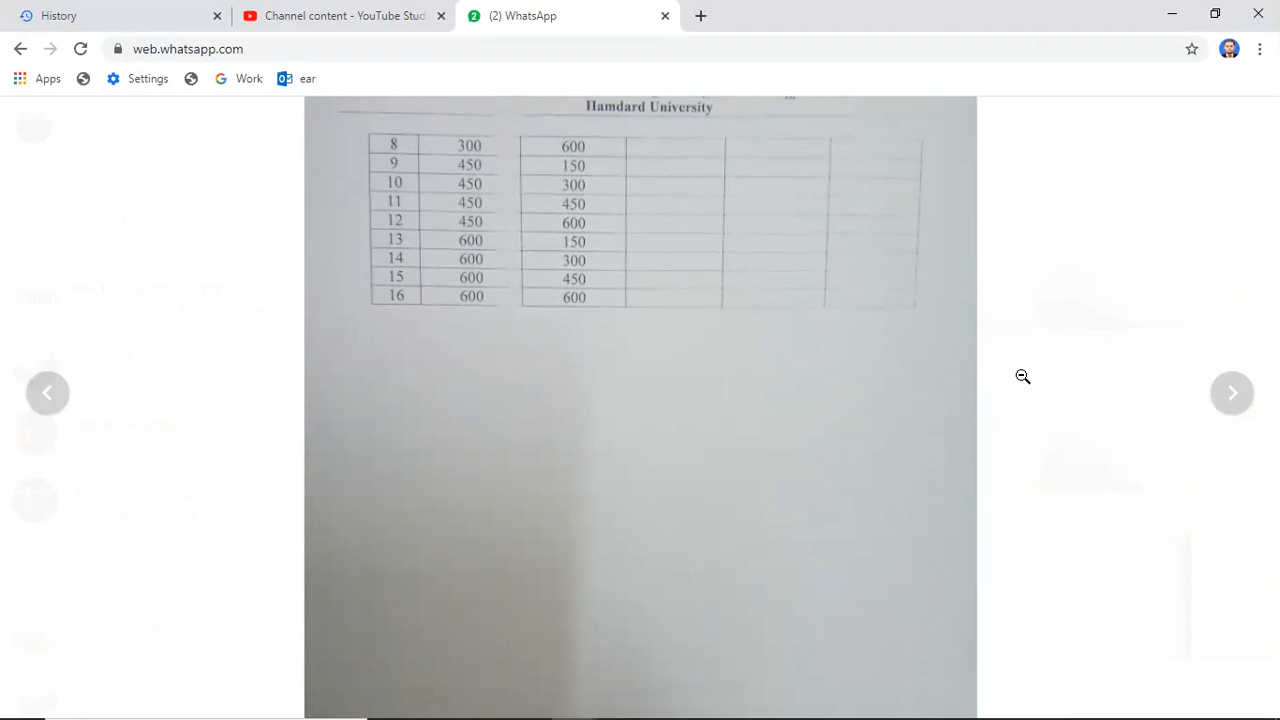 History
Channel content - YouTube Studi
2 (2) WhatsApp
web.whatsapp.com
Apps
Settings
Work
ear
Hamdard University
8 300 600
9 450 150
10 450 300
11 450 450
12 450 600
13 600 150
14 600 300
15 600 450
16 600 600